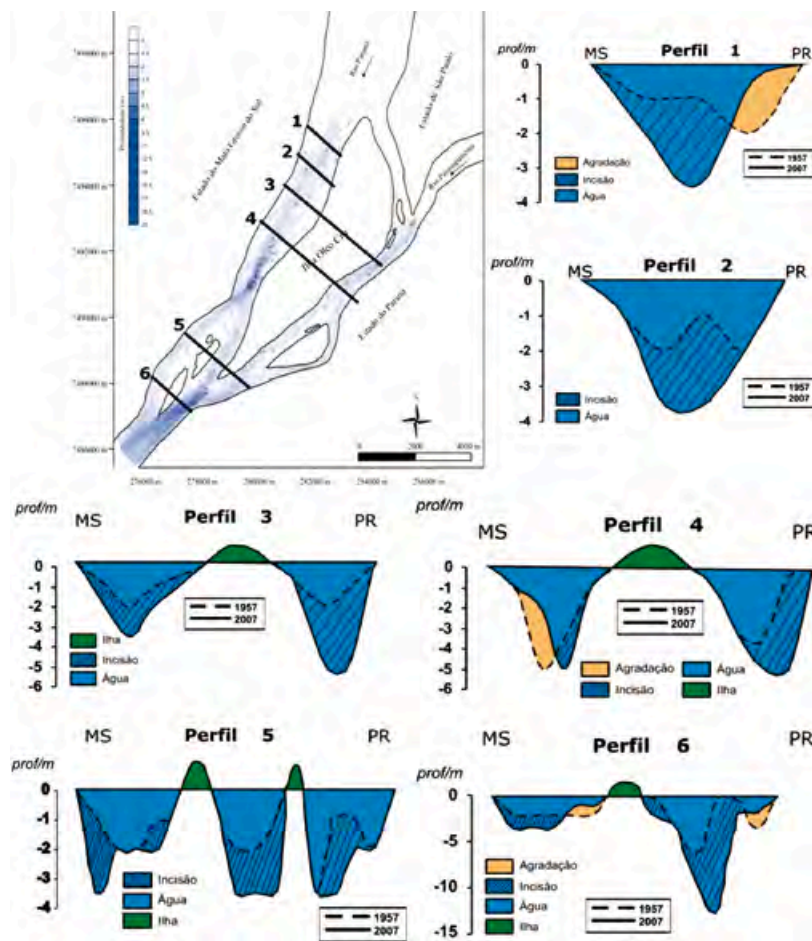 Rio Paraná
Estado de São Paulo
Estado do Mato Grosso do Sul
Rio Paranapanema
Estado do Paraná
1
2
3
4
5
6
0 2000 4000 m
prof/m
MS Perfil 1 PR
0
-1
-2
-3
-4
Agradação
Incisão
Água
1957
2007
prof/m
MS Perfil 2 PR
0
-1
-2
-3
-4
Incisão
Água
1957
2007
prof/m
MS Perfil 3 PR
0
-1
-2
-3
-4
-5
-6
1957
2007
Ilha
Incisão
Água
prof/m
MS Perfil 4 PR
0
-1
-2
-3
-4
-5
-6
1957
2007
Agradação Água
Incisão Ilha
MS Perfil 5 PR
prof/m
0
-1
-2
-3
-4
Incisão
Água
Ilha
1957
2007
MS Perfil 6 PR
prof/m
0
-5
-10
-15
Agradação
Incisão
Água
Ilha
1957
2007